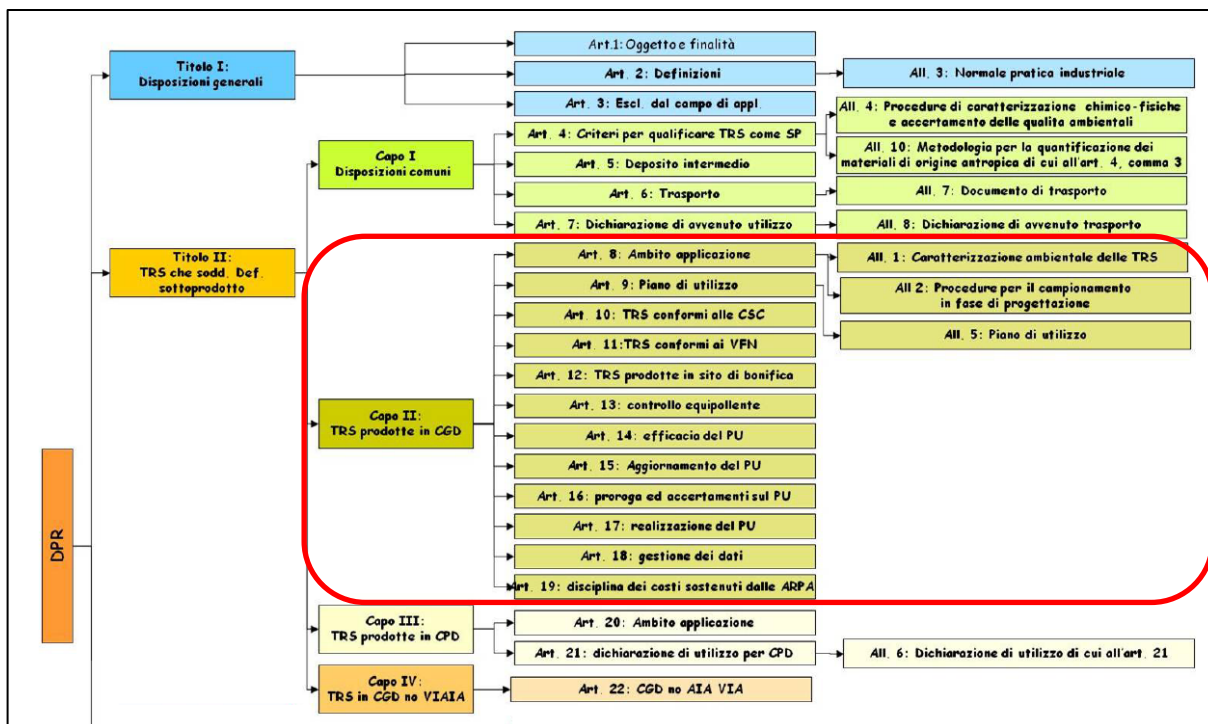 Art.1: Oggetto e finalità
Titolo I:
Disposizioni generali
Art. 2: Definizioni
All. 3: Normale pratica industriale
Art. 3: Escl. dal campo di appl.
All. 4: Procedure di caratterizzazione chimico-fisiche
e accertamento delle qualita ambientali
Art. 4: Criteri per qualificare TRS come SP
Capo I
Disposizioni comuni
Art. 5: Deposito intermedio
All. 10: Metodologia per la quantificazione dei
materiali di origine antropica di cui all'art. 4, comma 3
Art. 6: Trasporto
All. 7: Documento di trasporto
Art. 7: Dichiarazione di avvenuto utilizzo
All. 8: Dichiarazione di avvenuto trasporto
Titolo II:
TRS che sodd. Def.
sottoprodotto
Art. 8: Ambito applicazione
All. 1: Caratterizzazione ambientale delle TRS
Art. 9: Piano di utilizzo
All 2: Procedure per il campionamento
in fase di progettazione
Art. 10: TRS conformi alle CSC
All. 5: Piano di utilizzo
Art. 11:TRS conformi ai VFN
Art. 12: TRS prodotte in sito di bonifica
Capo II:
TRS prodotte in CGD
Art. 13: controllo equipollente
Art. 14: efficacia del PU
Art. 15: Aggiornamento del PU
Art. 16: proroga ed accertamenti sul PU
Art. 17: realizzazione del PU
Art. 18: gestione dei dati
Art. 19: disciplina dei costi sostenuti dalle ARPA
DPR
Capo III:
TRS prodotte in CPD
Art. 20: Ambito applicazione
Art. 21: dichiarazione di utilizzo per CPD
All. 6: Dichiarazione di utilizzo di cui all'art. 21
Capo IV:
TRS in CGD no VIAIA
Art. 22: CGD no AIA VIA